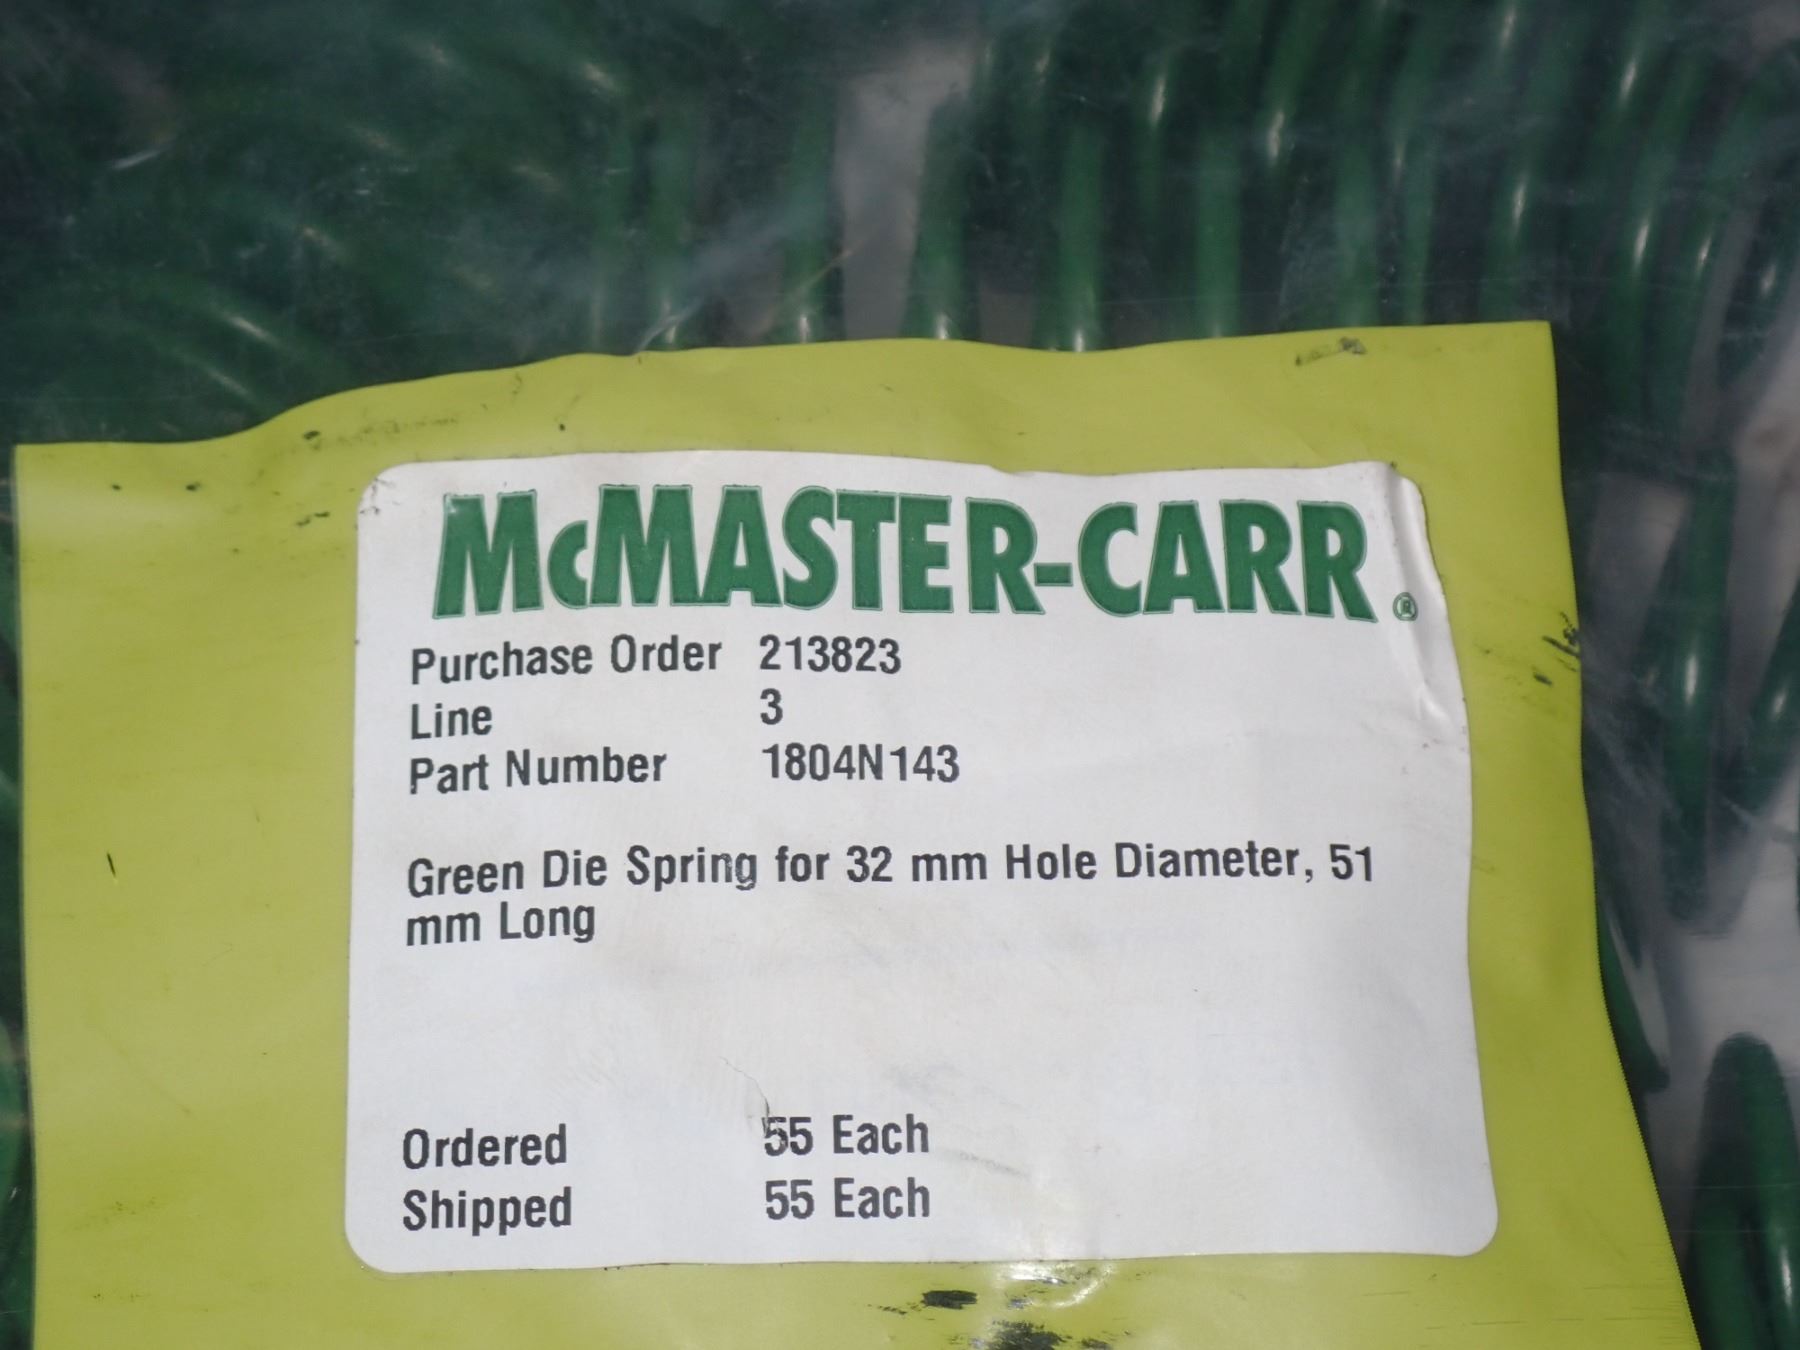 McMASTER-CARR®
Purchase Order 213823
Line 3
Part Number 1804N143
Green Die Spring for 32 mm Hole Diameter, 51
mm Long
Ordered 55 Each
Shipped 55 Each